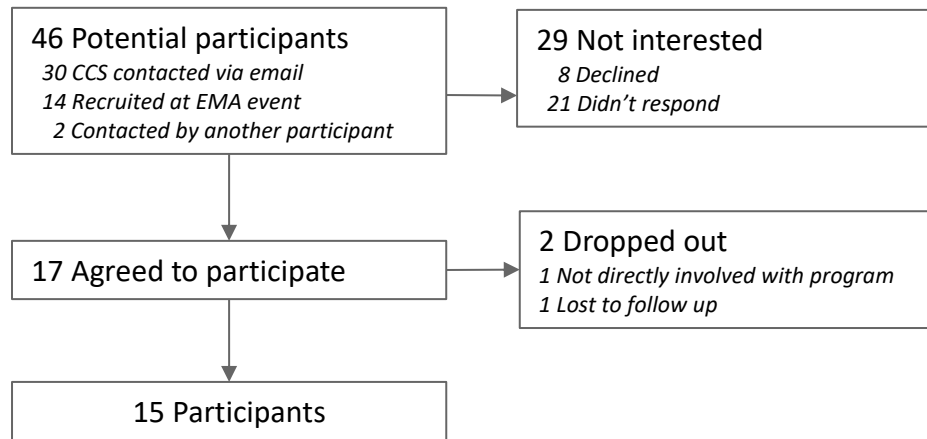 46 Potential participants
30 CCS contacted via email
14 Recruited at EMA event
2 Contacted by another participant
29 Not interested
8 Declined
21 Didn't respond
17 Agreed to participate
2 Dropped out
1 Not directly involved with program
1 Lost to follow up
15 Participants